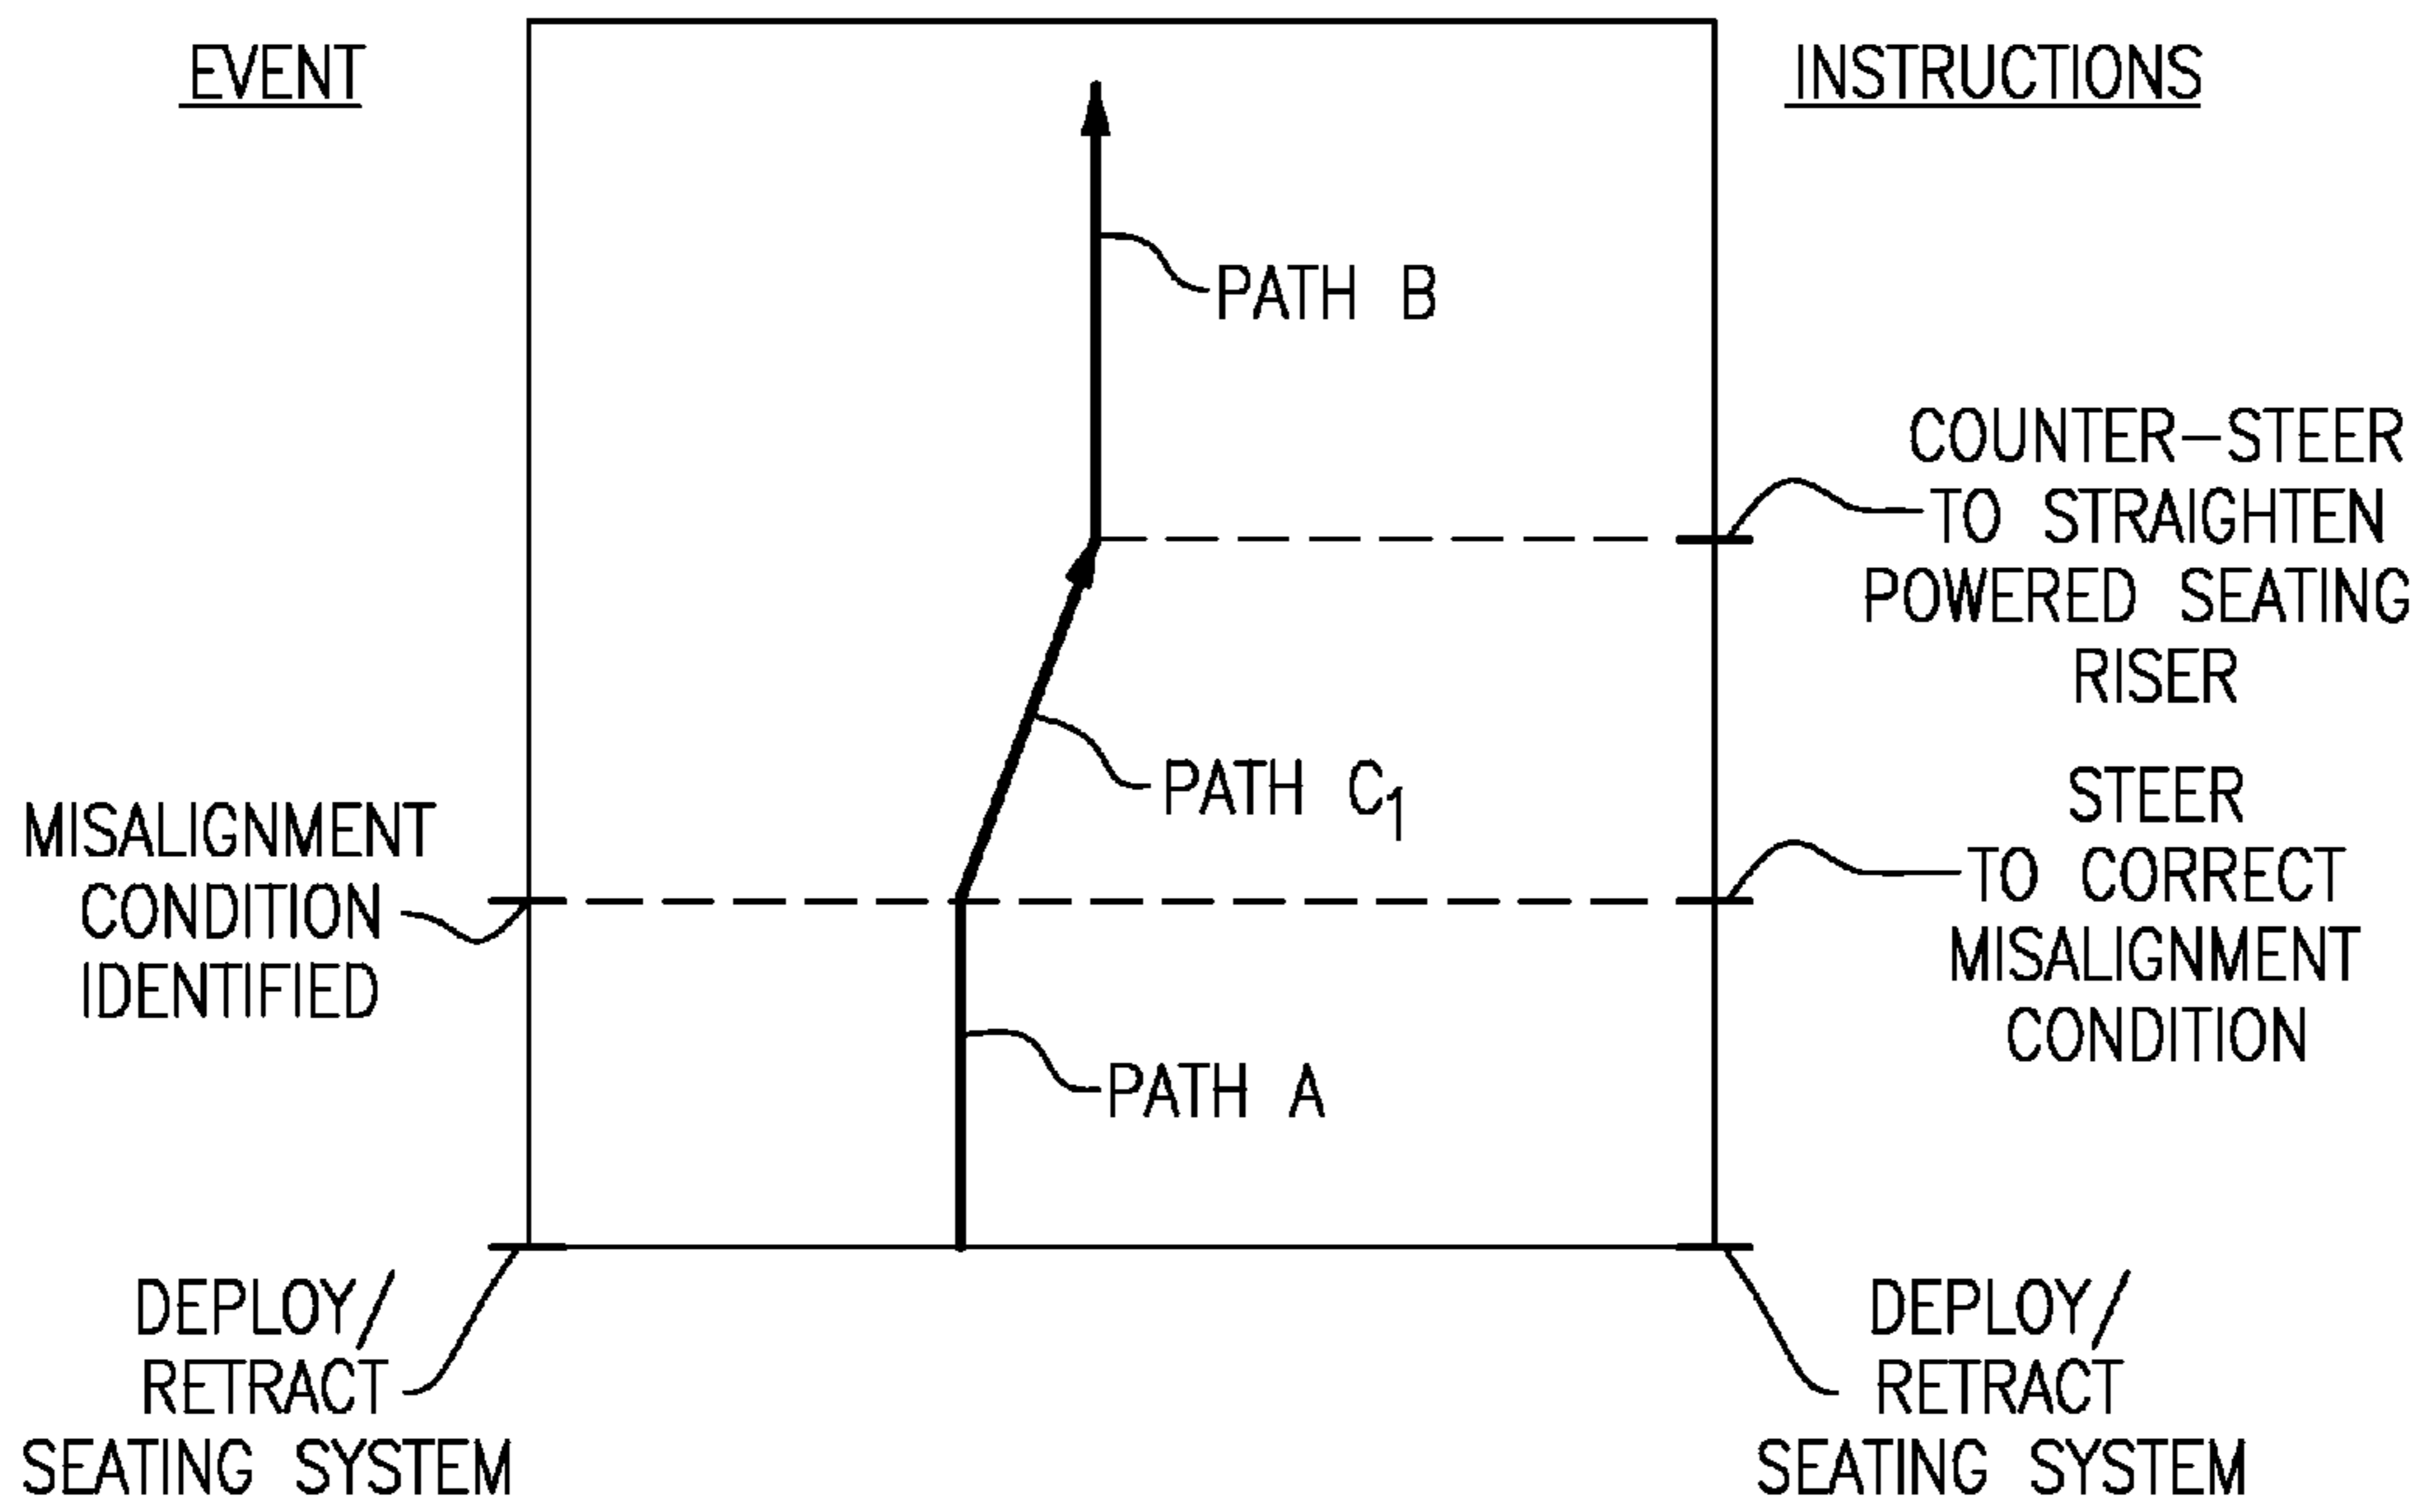 EVENT
INSTRUCTIONS
PATH B
COUNTER-STEER
TO STRAIGHTEN
POWERED SEATING
RISER
PATH C1
STEER
TO CORRECT
MISALIGNMENT
CONDITION
MISALIGNMENT
CONDITION
IDENTIFIED
PATH A
DEPLOY/
RETRACT
SEATING SYSTEM
DEPLOY/
RETRACT
SEATING SYSTEM